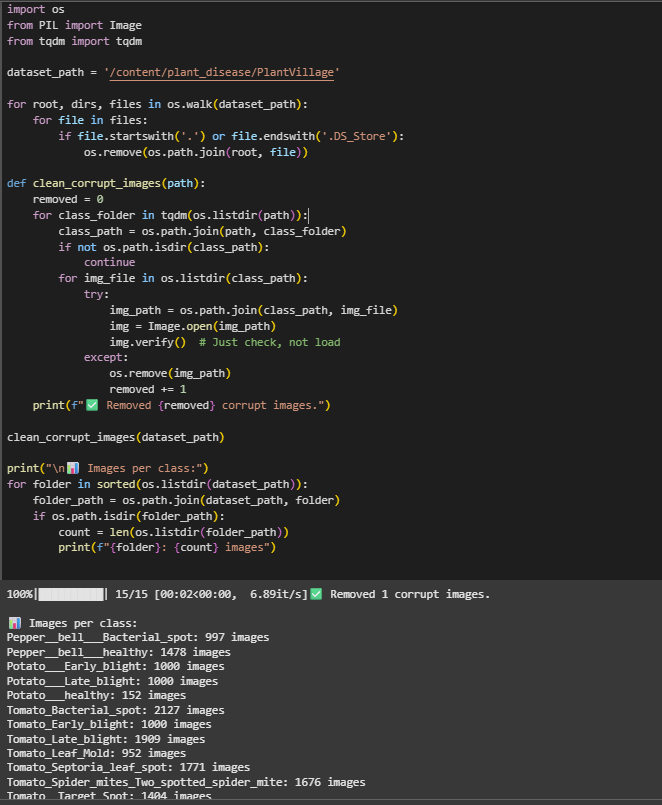 import os
from PIL import Image
from tqdm import tqdm
dataset_path = '/content/plant_disease/PlantVillage'
for root, dirs, files in os.walk(dataset_path):
    for file in files:
        if file.startswith('.') or file.endswith('.DS_Store'):
            os.remove(os.path.join(root, file))
def clean_corrupt_images(path):
    removed = 0
    for class_folder in tqdm(os.listdir(path)):
        class_path = os.path.join(path, class_folder)
        if not os.path.isdir(class_path):
            continue
        for img_file in os.listdir(class_path):
            try:
                img_path = os.path.join(class_path, img_file)
                img = Image.open(img_path)
                img.verify()  # Just check, not load
            except:
                os.remove(img_path)
                removed += 1
    print(f"✅ Removed {removed} corrupt images.")
clean_corrupt_images(dataset_path)
print("\n📊 Images per class:")
for folder in sorted(os.listdir(dataset_path)):
    folder_path = os.path.join(dataset_path, folder)
    if os.path.isdir(folder_path):
        count = len(os.listdir(folder_path))
        print(f"{folder}: {count} images")
100%|██████████| 15/15 [00:02<00:00,  6.89it/s]✅ Removed 1 corrupt images.
📊 Images per class:
Pepper__bell___Bacterial_spot: 997 images
Pepper__bell___healthy: 1478 images
Potato___Early_blight: 1000 images
Potato___Late_blight: 1000 images
Potato___healthy: 152 images
Tomato_Bacterial_spot: 2127 images
Tomato_Early_blight: 1000 images
Tomato_Late_blight: 1909 images
Tomato_Leaf_Mold: 952 images
Tomato_Septoria_leaf_spot: 1771 images
Tomato_Spider_mites_Two_spotted_spider_mite: 1676 images
Tomato__Target_Spot: 1404 images